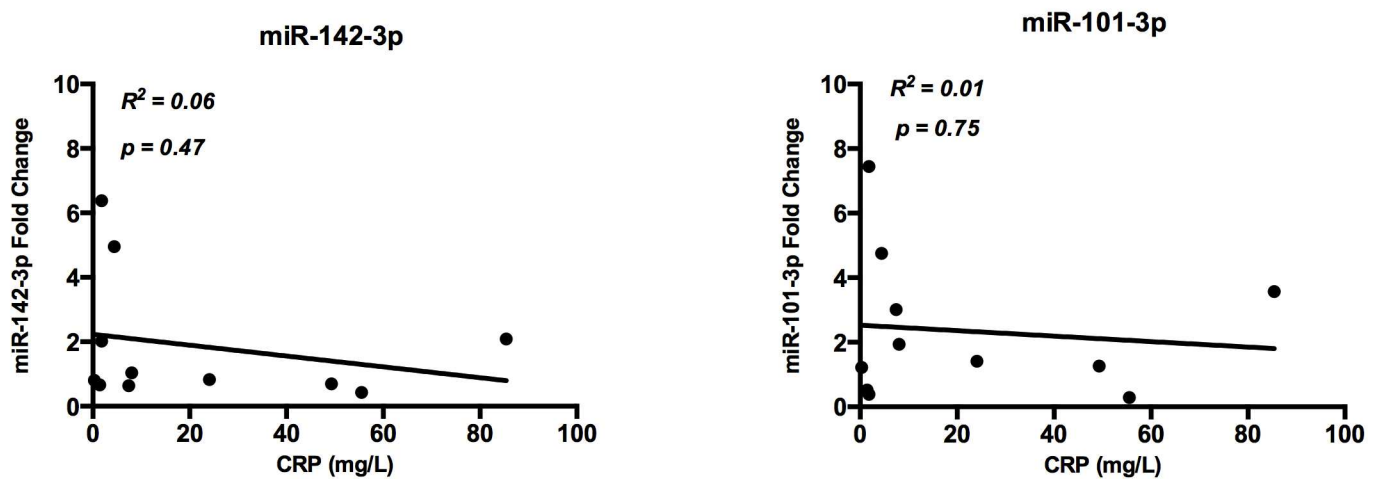 miR-142-3p
R² = 0.06
p = 0.47
miR-142-3p Fold Change
10
8
6
4
2
0
0 20 40 60 80 100
CRP (mg/L)
miR-101-3p
R² = 0.01
p = 0.75
miR-101-3p Fold Change
10
8
6
4
2
0
0 20 40 60 80 100
CRP (mg/L)